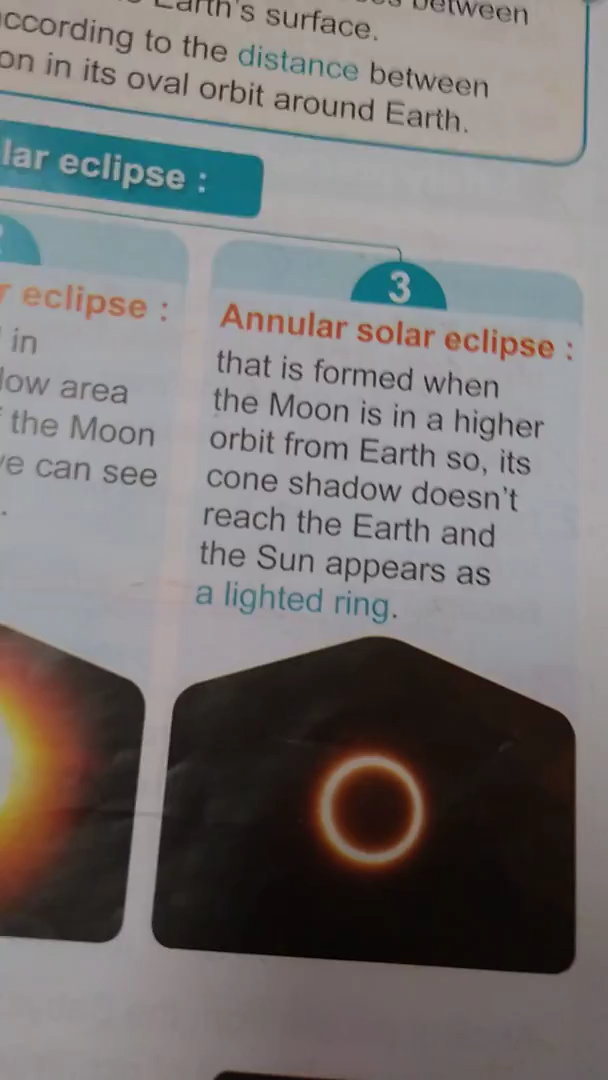 between
Earth's surface.
according to the distance between
on in its oval orbit around Earth.
lar eclipse :
r eclipse :
in
low area
the Moon
e can see
3
Annular solar eclipse :
that is formed when
the Moon is in a higher
orbit from Earth so, its
cone shadow doesn't
reach the Earth and
the Sun appears as
a lighted ring.